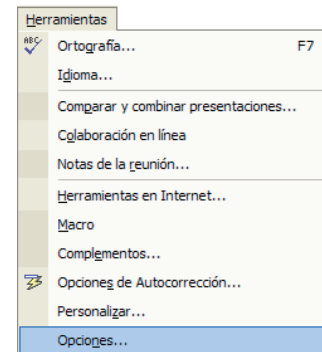 Herramientas
ABC
Ortografía... F7
Idioma...
Comparar y combinar presentaciones...
Colaboración en línea
Notas de la reunión...
Herramientas en Internet...
Macro
Complementos...
Opciones de Autocorrección...
Personalizar...
Opciones...